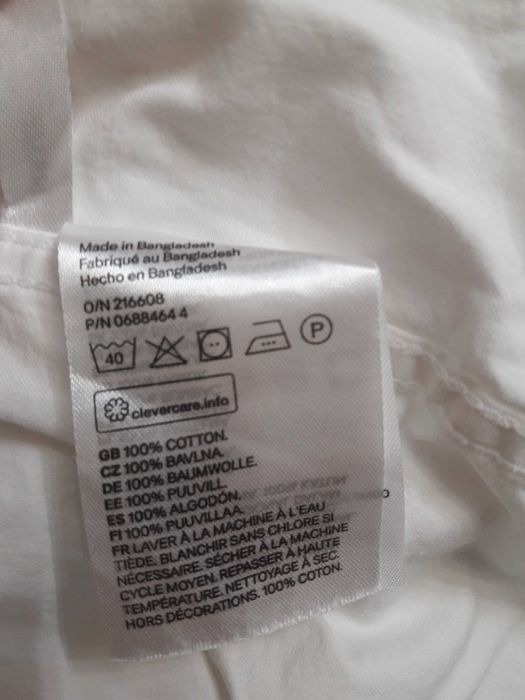 Made in Bangladesh
Fabriqué au Bangladesh
Hecho en Bangladesh
O/N 216608
P/N 0688464 4
40
P
clevercare.info
GB 100% COTTON.
CZ 100% BAVLNA.
DE 100% BAUMWOLLE.
EE 100% PUUVILL.
ES 100% ALGODÓN.
FI 100% PUUVILLAA.
FR LAVER À LA MACHINE À L'EAU
TIÈDE. BLANCHIR SANS CHLORE SI
NÉCESSAIRE. SÉCHER À LA MACHINE
CYCLE MOYEN. REPASSER À HAUTE
TEMPÉRATURE. NETTOYAGE À SEC.
HORS DÉCORATIONS. 100% COTON.